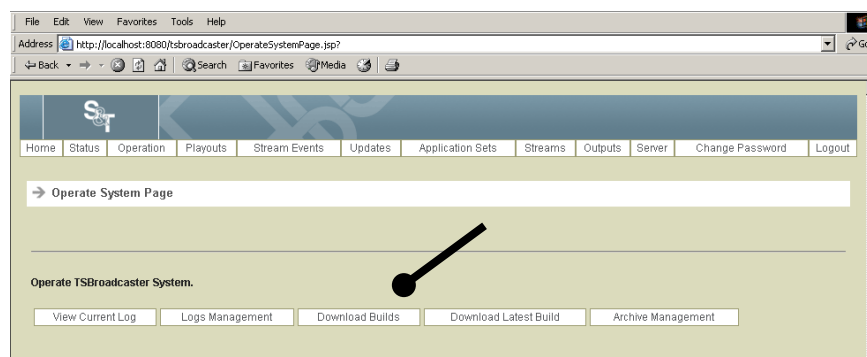 File Edit View Favorites Tools Help
Address http://localhost:8080/tsbroadcaster/OperateSystemPage.jsp?
Back Search Favorites Media
S&T
Home Status Operation Playouts Stream Events Updates Application Sets Streams Outputs Server Change Password Logout
Operate System Page
Operate TSBroadcaster System.
View Current Log Logs Management Download Builds Download Latest Build Archive Management